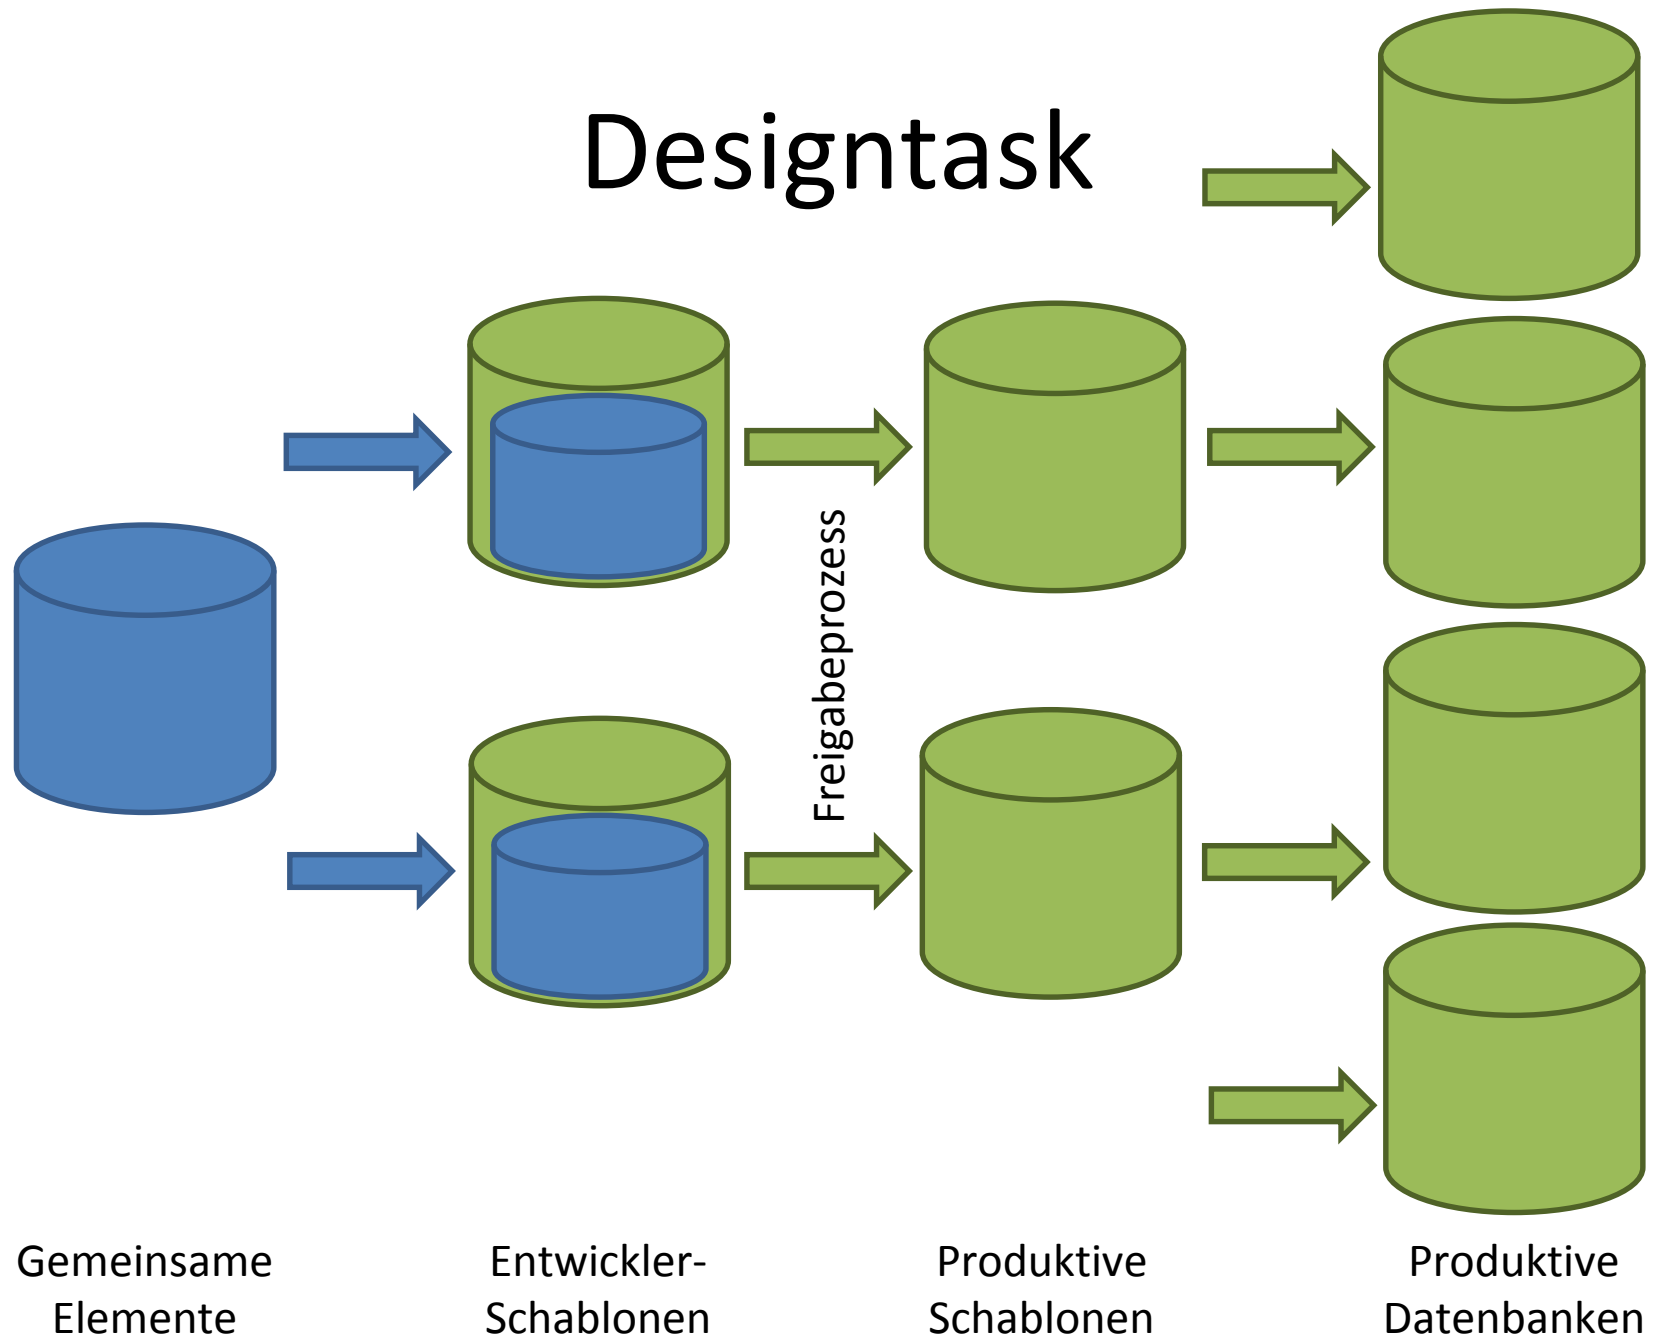 Designtask
Freigabeprozess
Gemeinsame
Elemente
Entwickler-
Schablonen
Produktive
Schablonen
Produktive
Datenbanken